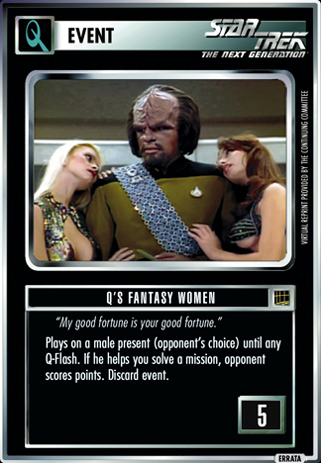 Q EVENT
STAR TREK
THE NEXT GENERATION®
VIRTUAL REPRINT PROVIDED BY THE CONTINUING COMMITTEE
Q'S FANTASY WOMEN
"My good fortune is your good fortune."
Plays on a male present (opponent's choice) until any
Q-Flash. If he helps you solve a mission, opponent
scores points. Discard event.
5
ERRATA